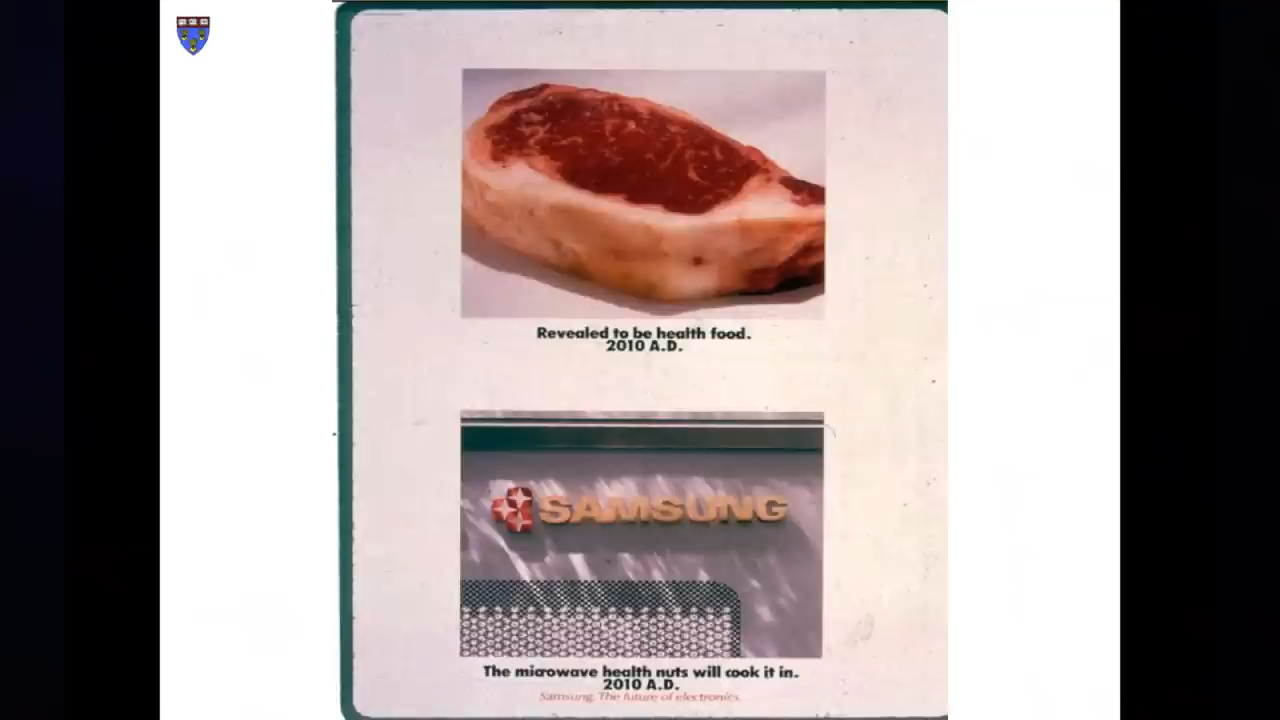 Revealed to be health food.
2010 A.D.
SAMSUNG
The microwave health nuts will cook it in.
2010 A.D.
Samsung. The future of electronics.